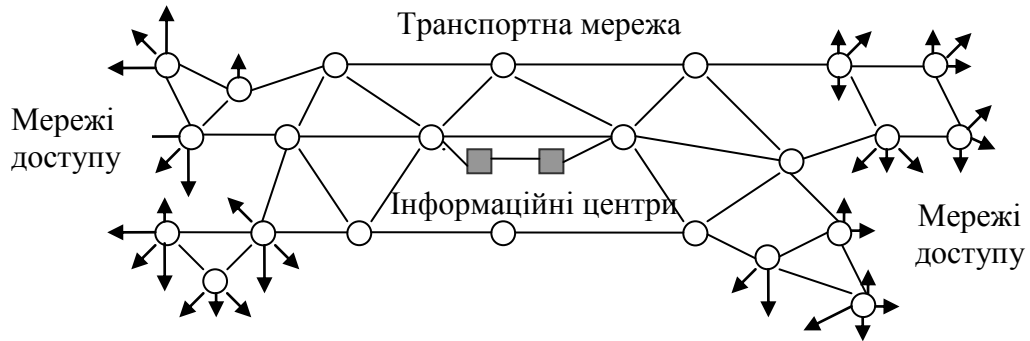 Транспортна мережа
Мережі
доступу
Інформаційні центри
Мережі
доступу